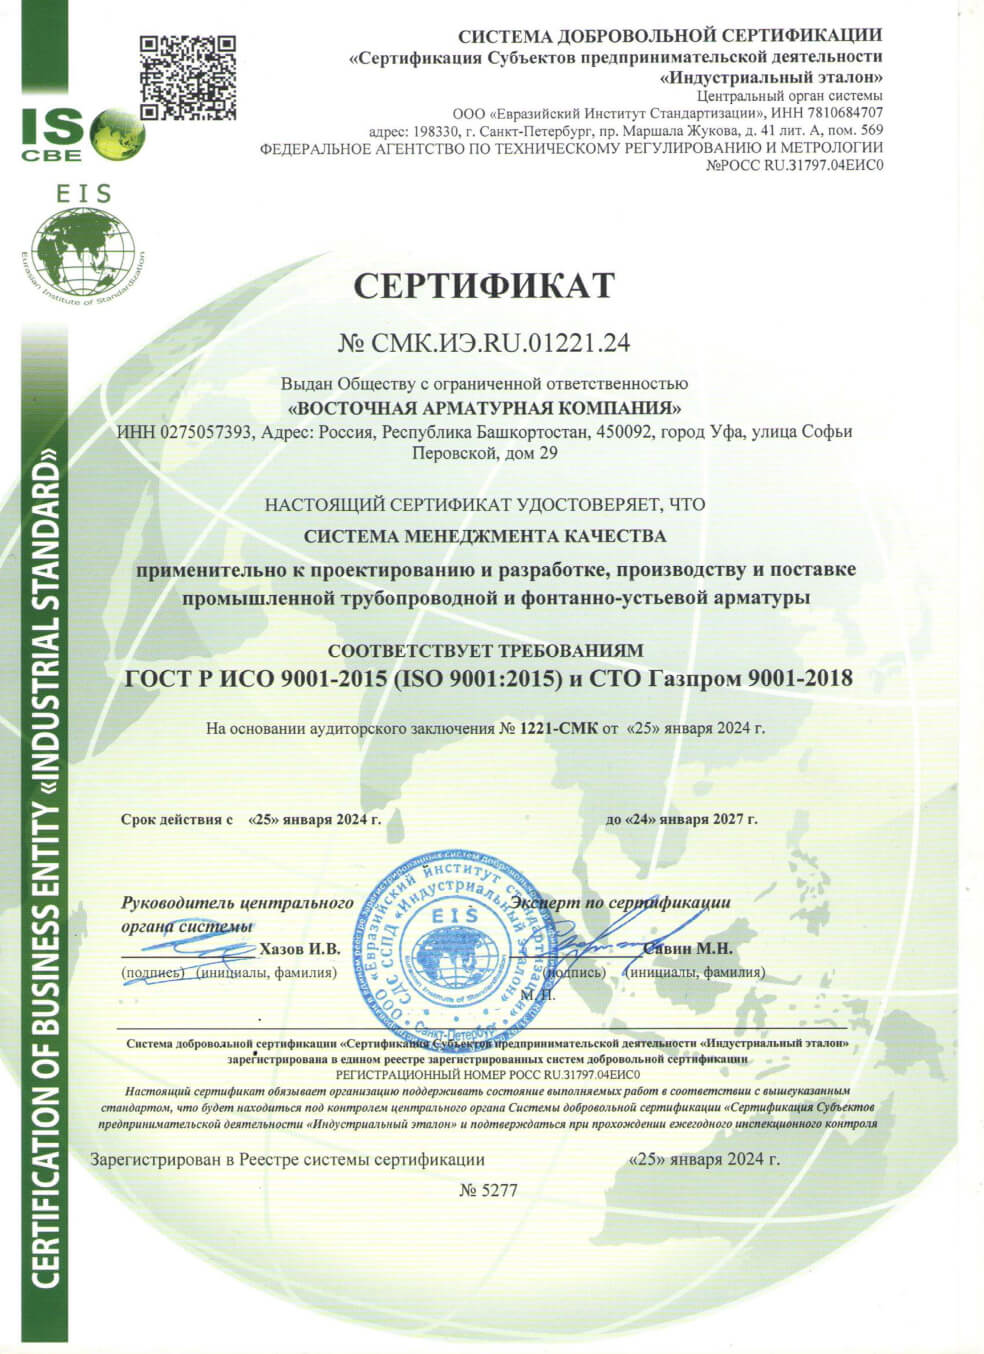 СИСТЕМА ДОБРОВОЛЬНОЙ СЕРТИФИКАЦИИ
«Сертификация Субъектов предпринимательской деятельности
«Индустриальный эталон»
Центральный орган системы
ООО «Евразийский Институт Стандартизации», ИНН 7810684707
адрес: 198330, г. Санкт-Петербург, пр. Маршала Жукова, д. 41 лит. А, пом. 569
ФЕДЕРАЛЬНОЕ АГЕНТСТВО ПО ТЕХНИЧЕСКОМУ РЕГУЛИРОВАНИЮ И МЕТРОЛОГИИ
№РОСС RU.31797.04ЕИС0
ISO
CBE
EIS
Eurasian Institute of Standardization
СЕРТИФИКАТ
№ СМК.ИЭ.RU.01221.24
Выдан Обществу с ограниченной ответственностью
«ВОСТОЧНАЯ АРМАТУРНАЯ КОМПАНИЯ»
ИНН 0275057393, Адрес: Россия, Республика Башкортостан, 450092, город Уфа, улица Софьи
Перовской, дом 29
НАСТОЯЩИЙ СЕРТИФИКАТ УДОСТОВЕРЯЕТ, ЧТО
СИСТЕМА МЕНЕДЖМЕНТА КАЧЕСТВА
применительно к проектированию и разработке, производству и поставке
промышленной трубопроводной и фонтанно-устьевой арматуры
СООТВЕТСТВУЕТ ТРЕБОВАНИЯМ
ГОСТ Р ИСО 9001-2015 (ISO 9001:2015) и СТО Газпром 9001-2018
На основании аудиторского заключения № 1221-СМК от «25» января 2024 г.
Срок действия с «25» января 2024 г. до «24» января 2027 г.
Руководитель центрального
органа системы
Хазов И.В.
(подпись) (инициалы, фамилия)
Эксперт по сертификации
Савин М.Н.
(подпись) (инициалы, фамилия)
М.П.
ООО «Евразийский Институт Стандартизации»
СДС ССПД «Индустриальный эталон»
EIS
Eurasian Institute of Standardization
Санкт-Петербург
Система добровольной сертификации «Сертификация Субъектов предпринимательской деятельности «Индустриальный эталон»
зарегистрирована в едином реестре зарегистрированных систем добровольной сертификации
РЕГИСТРАЦИОННЫЙ НОМЕР РОСС RU.31797.04ЕИС0
Настоящий сертификат обязывает организацию поддерживать состояние выполняемых работ в соответствии с вышеуказанным
стандартом, что будет находиться под контролем центрального органа Системы добровольной сертификации «Сертификация Субъектов
предпринимательской деятельности «Индустриальный эталон» и подтверждаться при прохождении ежегодного инспекционного контроля
Зарегистрирован в Реестре системы сертификации «25» января 2024 г.
№ 5277
CERTIFICATION OF BUSINESS ENTITY «INDUSTRIAL STANDARD»